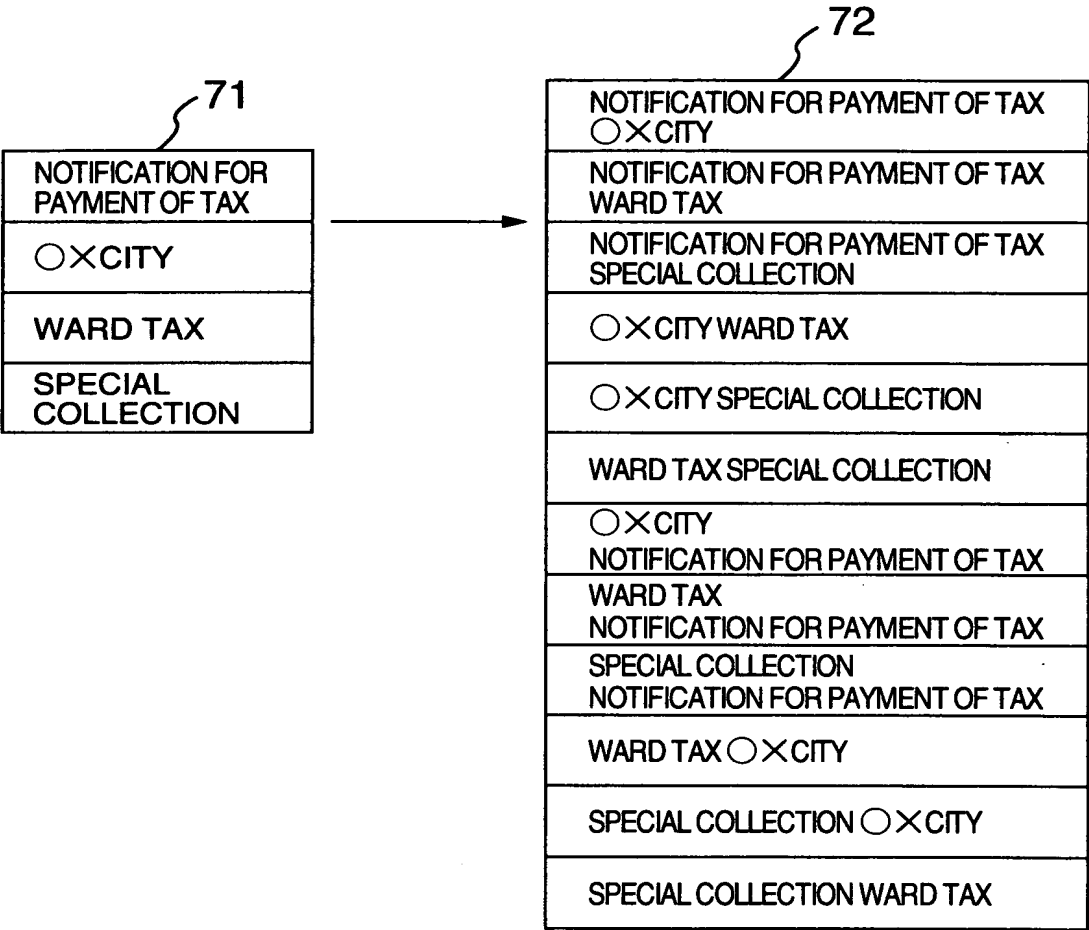 71
NOTIFICATION FOR
PAYMENT OF TAX
○×CITY
WARD TAX
SPECIAL
COLLECTION
72
NOTIFICATION FOR PAYMENT OF TAX
○×CITY
NOTIFICATION FOR PAYMENT OF TAX
WARD TAX
NOTIFICATION FOR PAYMENT OF TAX
SPECIAL COLLECTION
○×CITY WARD TAX
○×CITY SPECIAL COLLECTION
WARD TAX SPECIAL COLLECTION
○×CITY
NOTIFICATION FOR PAYMENT OF TAX
WARD TAX
NOTIFICATION FOR PAYMENT OF TAX
SPECIAL COLLECTION
NOTIFICATION FOR PAYMENT OF TAX
WARD TAX ○×CITY
SPECIAL COLLECTION ○×CITY
SPECIAL COLLECTION WARD TAX